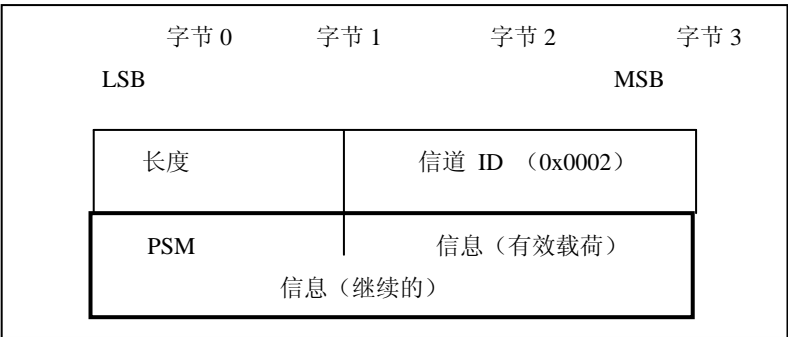 字节 0 字节 1 字节 2 字节 3
LSB MSB
长度 信道 ID （0x0002）
PSM 信息（有效载荷）
信息（继续的）